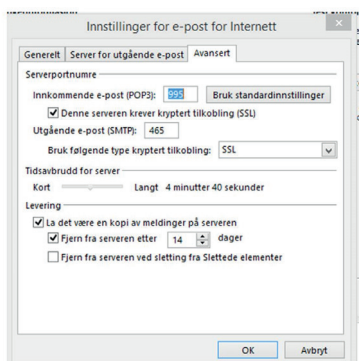 Innstillinger for e-post for Internett
Generelt Server for utgående e-post Avansert
Serverportnumre
Innkommende e-post (POP3): 995 Bruk standardinnstillinger
Denne serveren krever kryptert tilkobling (SSL)
Utgående e-post (SMTP): 465
Bruk følgende type kryptert tilkobling: SSL
Tidsavbrudd for server
Kort Langt 4 minutter 40 sekunder
Levering
La det være en kopi av meldinger på serveren
Fjern fra serveren etter 14 dager
Fjern fra serveren ved sletting fra Slettede elementer
OK Avbryt